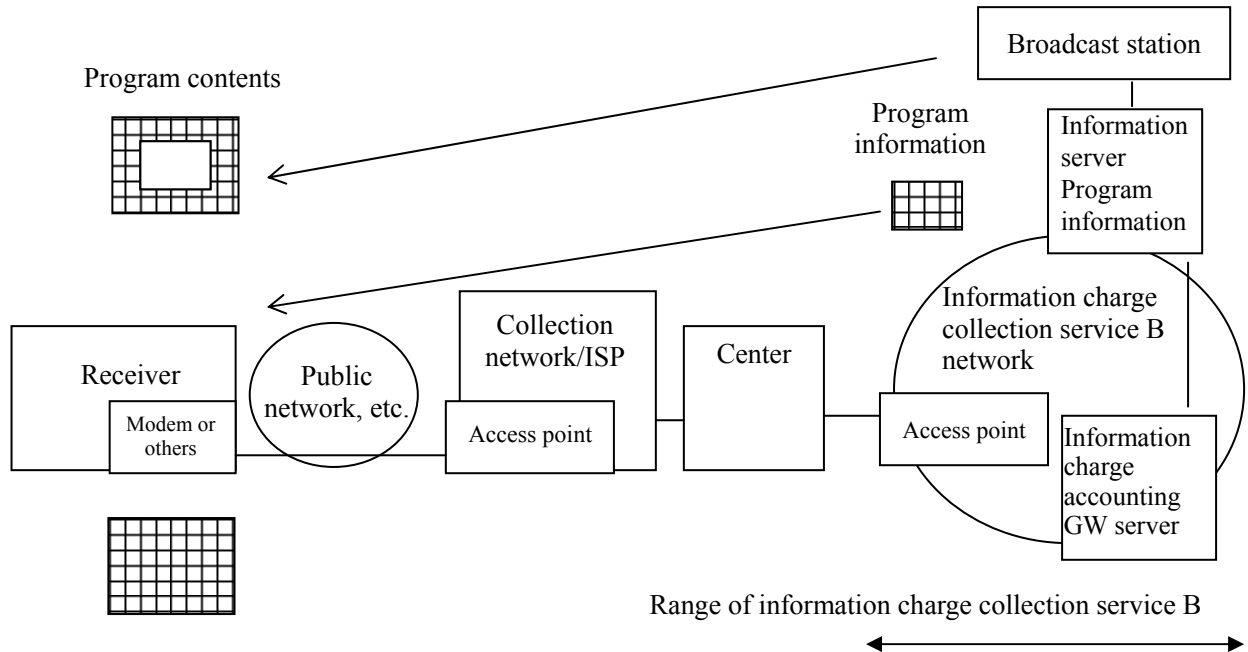 Broadcast station
Program contents
Program
information
Information
server
Program
information
Information charge
collection service B
network
Collection
network/ISP
Center
Receiver
Public
network, etc.
Modem or
others
Access point
Access point
Information
charge
accounting
GW server
Range of information charge collection service B